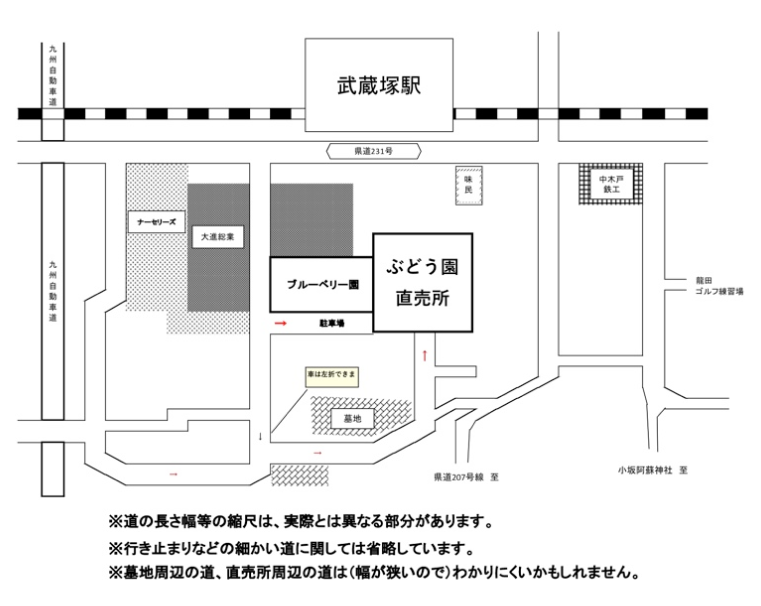 九州自動車道
武蔵塚駅
県道231号
味民
中木戸
鉄工
ナーセリーズ
大進総業
ぶどう園
直売所
ブルーベリー園
九州自動車道
龍田
ゴルフ練習場
→ 駐車場
↑
車は左折できま
墓地
↓
→
→
県道207号線 至
小坂阿蘇神社 至
※道の長さ幅等の縮尺は、実際とは異なる部分があります。
※行き止まりなどの細かい道に関しては省略しています。
※墓地周辺の道、直売所周辺の道は(幅が狭いので)わかりにくいかもしれません。